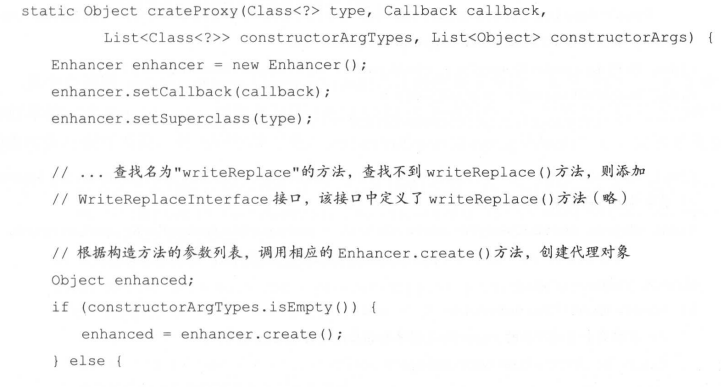 static Object crateProxy(Class<?> type, Callback callback,
List<Class<?>> constructorArgTypes, List<Object> constructorArgs) {
Enhancer enhancer = new Enhancer();
enhancer.setCallback(callback);
enhancer.setSuperclass(type);
// ... 查找名为"writeReplace"的方法，查找不到 writeReplace()方法，则添加
// WriteReplaceInterface 接口，该接口中定义了 writeReplace()方法（略）
// 根据构造方法的参数列表，调用相应的 Enhancer.create()方法，创建代理对象
Object enhanced;
if (constructorArgTypes.isEmpty()) {
enhanced = enhancer.create();
} else {